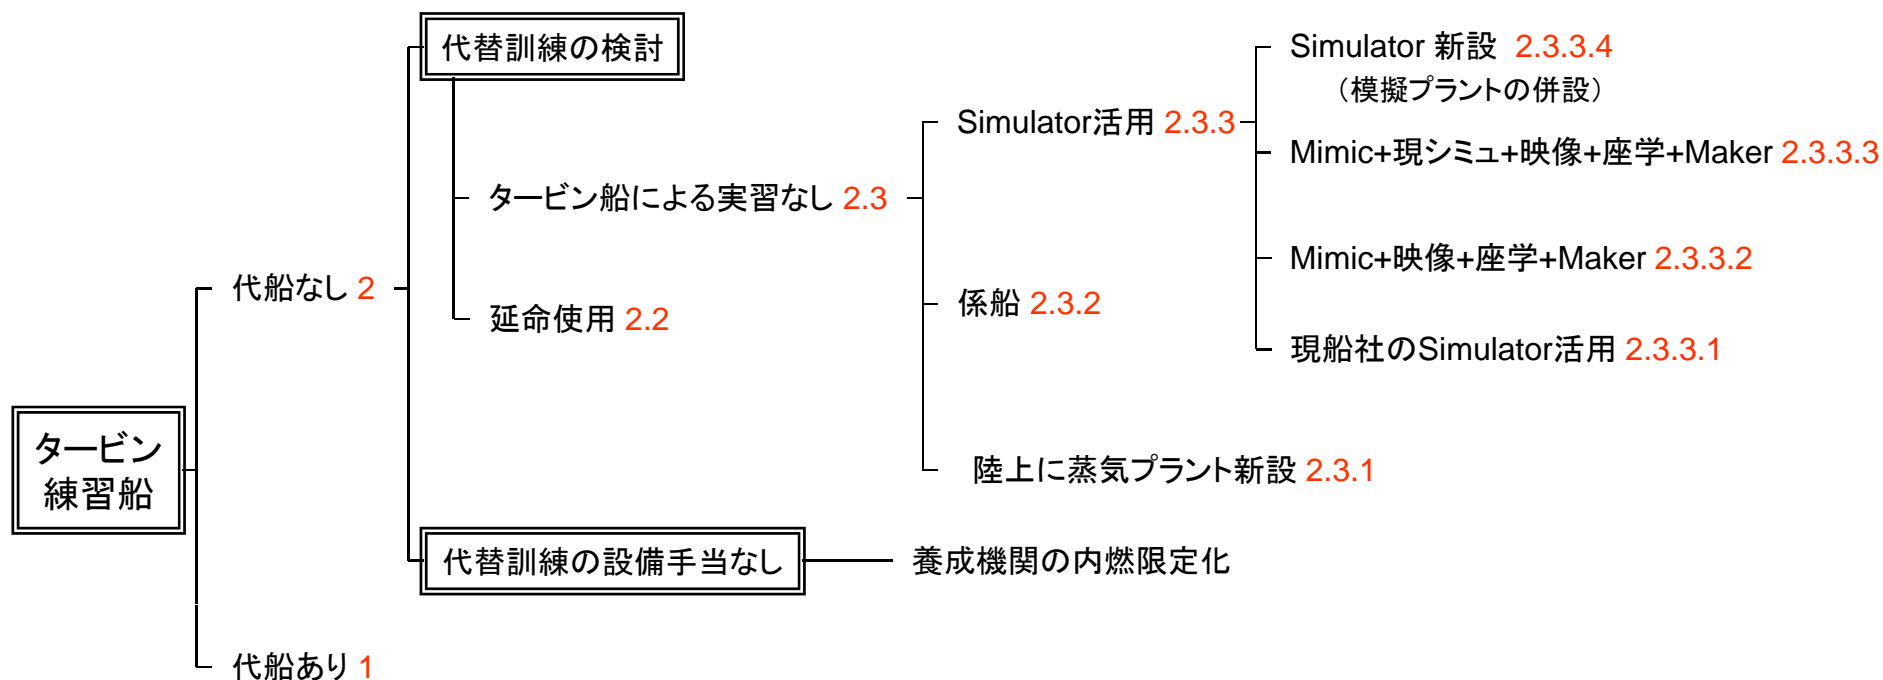 代替訓練の検討
Simulator 新設 2.3.3.4
（模擬プラントの併設）
Simulator活用 2.3.3
Mimic+現シミュ+映像+座学+Maker 2.3.3.3
タービン船による実習なし 2.3
Mimic+映像+座学+Maker 2.3.3.2
代船なし 2
係船 2.3.2
延命使用 2.2
現船社のSimulator活用 2.3.3.1
タービン
練習船
陸上に蒸気プラント新設 2.3.1
代替訓練の設備手当なし
養成機関の内燃限定化
代船あり 1